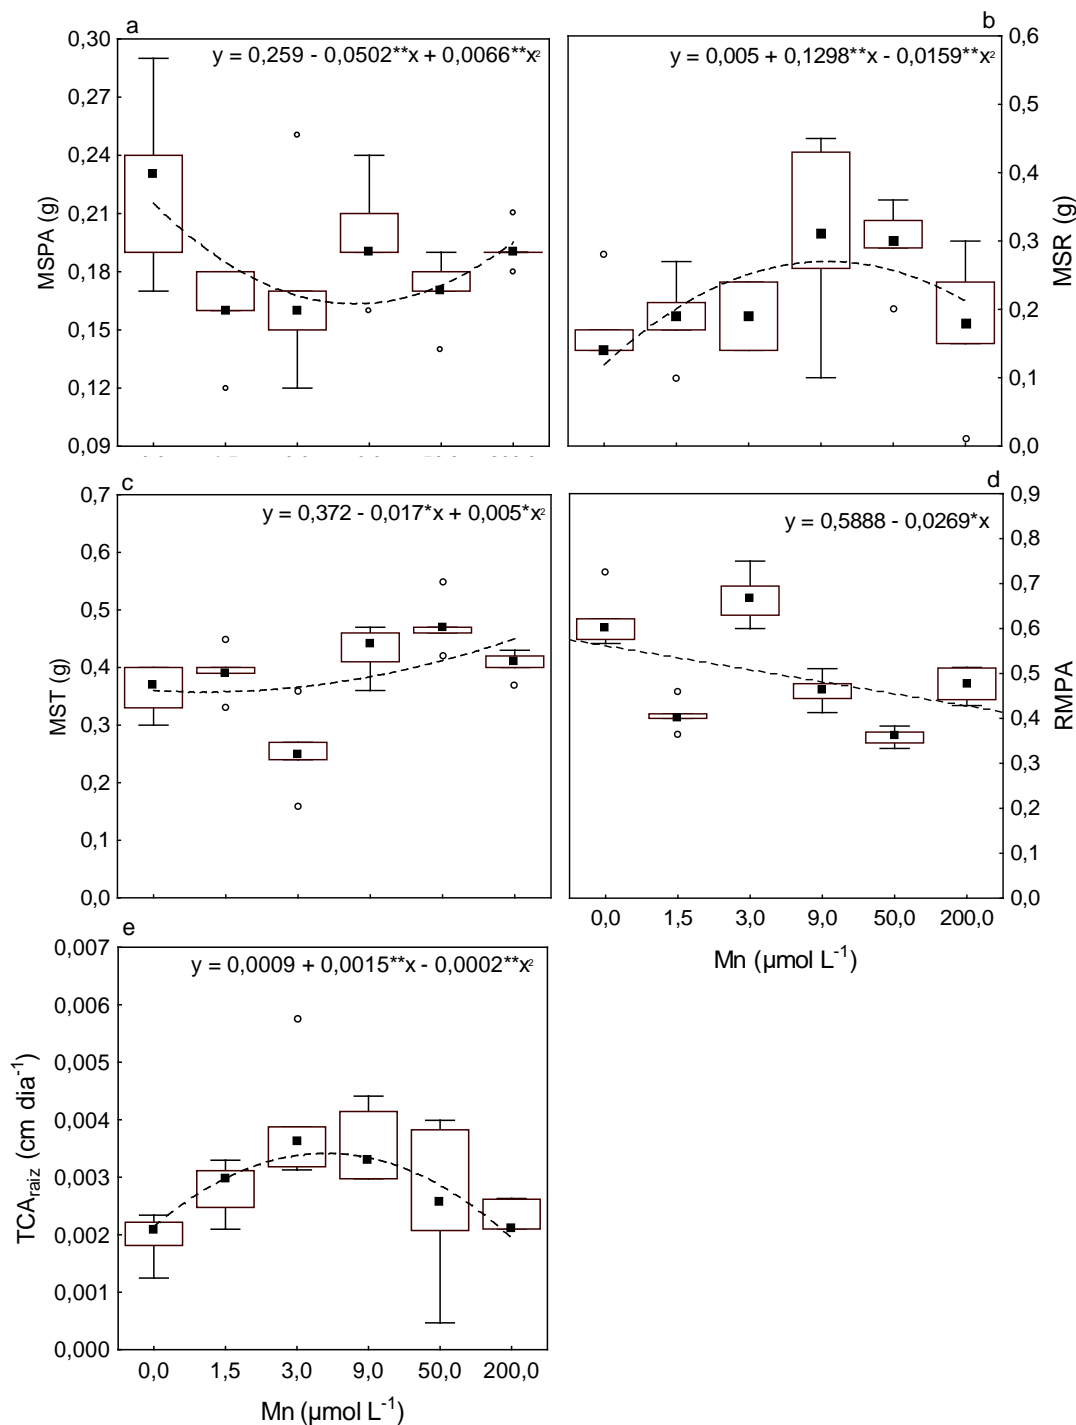 a
b
y = 0,259 - 0,0502**x + 0,0066**x²
y = 0,005 + 0,1298**x - 0,0159**x²
0,30
0,27
0,24
0,21
0,18
0,15
0,12
0,09
MSPA (g)
0,6
0,5
0,4
0,3
0,2
0,1
0,0
MSR (g)
c
d
y = 0,372 - 0,017*x + 0,005*x²
y = 0,5888 - 0,0269*x
0,7
0,6
0,5
0,4
0,3
0,2
0,1
0,0
MST (g)
0,9
0,8
0,7
0,6
0,5
0,4
0,3
0,2
0,1
0,0
RMPA
0,0 1,5 3,0 9,0 50,0 200,0
Mn (µmol L⁻¹)
e
y = 0,0009 + 0,0015**x - 0,0002**x²
0,007
0,006
0,005
0,004
0,003
0,002
0,001
0,000
TCAraiz (cm dia⁻¹)
0,0 1,5 3,0 9,0 50,0 200,0
Mn (µmol L⁻¹)